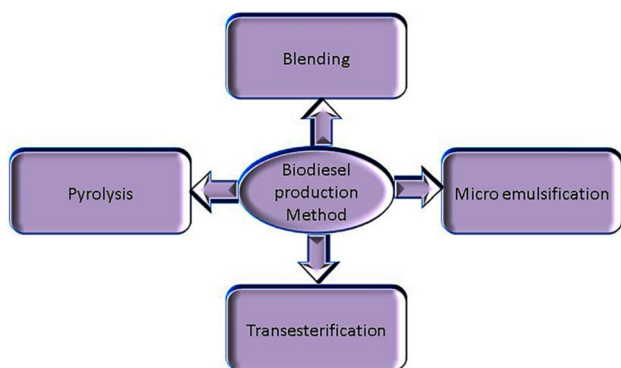 Blending
Pyrolysis
Biodiesel
production
Method
Micro emulsification
Transesterification